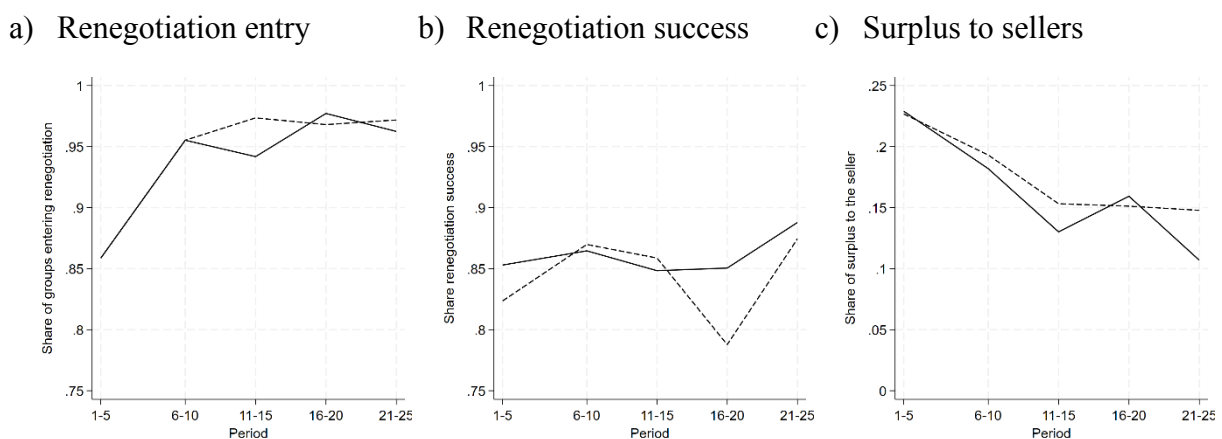 a) Renegotiation entry
b) Renegotiation success
c) Surplus to sellers
Share of groups entering renegotiation
1
.95
.9
.85
.8
.75
1-5 6-10 11-15 16-20 21-25
Period
Share renegotiation success
1
.95
.9
.85
.8
.75
1-5 6-10 11-15 16-20 21-25
Period
Share of surplus to the seller
.25
.2
.15
.1
.05
0
1-5 6-10 11-15 16-20 21-25
Period